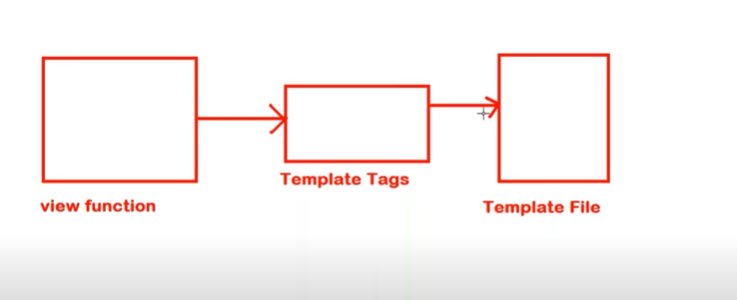 view function
Template Tags
Template File